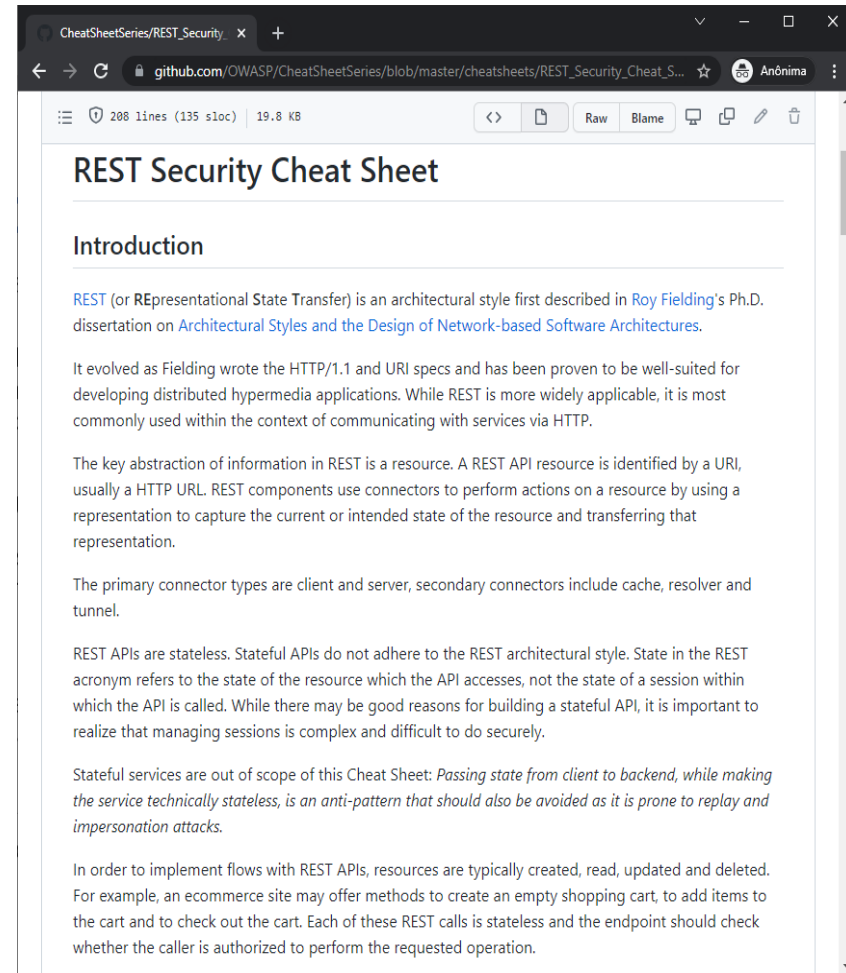 CheatSheetSeries/REST_Security_
github.com/OWASP/CheatSheetSeries/blob/master/cheatsheets/REST_Security_Cheat_S... Anônima
208 lines (135 sloc) 19.8 KB <> Raw Blame
REST Security Cheat Sheet
Introduction
REST (or REpresentational State Transfer) is an architectural style first described in Roy Fielding's Ph.D.
dissertation on Architectural Styles and the Design of Network-based Software Architectures.
It evolved as Fielding wrote the HTTP/1.1 and URI specs and has been proven to be well-suited for
developing distributed hypermedia applications. While REST is more widely applicable, it is most
commonly used within the context of communicating with services via HTTP.
The key abstraction of information in REST is a resource. A REST API resource is identified by a URI,
usually a HTTP URL. REST components use connectors to perform actions on a resource by using a
representation to capture the current or intended state of the resource and transferring that
representation.
The primary connector types are client and server, secondary connectors include cache, resolver and
tunnel.
REST APIs are stateless. Stateful APIs do not adhere to the REST architectural style. State in the REST
acronym refers to the state of the resource which the API accesses, not the state of a session within
which the API is called. While there may be good reasons for building a stateful API, it is important to
realize that managing sessions is complex and difficult to do securely.
Stateful services are out of scope of this Cheat Sheet: Passing state from client to backend, while making
the service technically stateless, is an anti-pattern that should also be avoided as it is prone to replay and
impersonation attacks.
In order to implement flows with REST APIs, resources are typically created, read, updated and deleted.
For example, an ecommerce site may offer methods to create an empty shopping cart, to add items to
the cart and to check out the cart. Each of these REST calls is stateless and the endpoint should check
whether the caller is authorized to perform the requested operation.